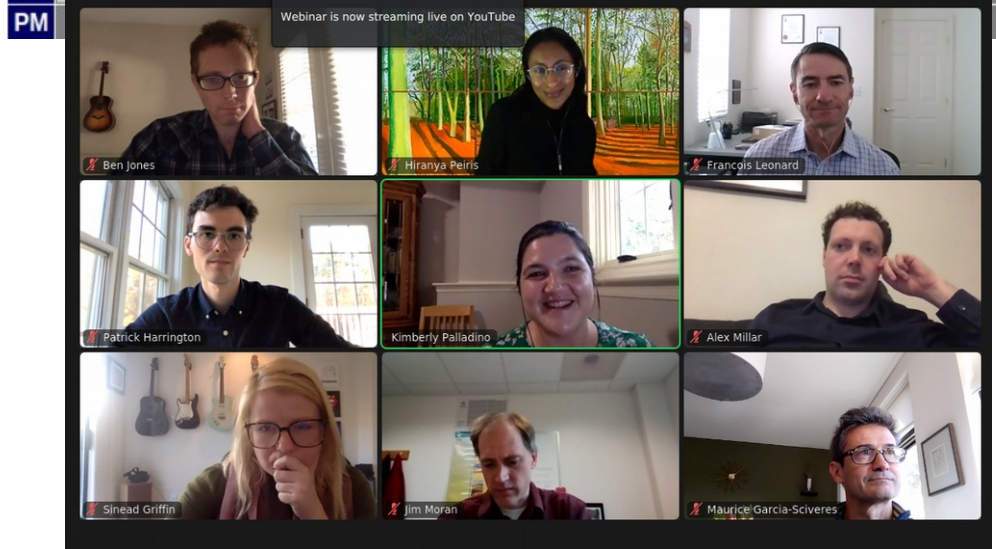 PM
Webinar is now streaming live on YouTube
Ben Jones
Hiranya Peiris
Francois Leonard
Patrick Harrington
Kimberly Palladino
Alex Millar
Sinead Griffin
Jim Moran
Maurice Garcia-Sciveres